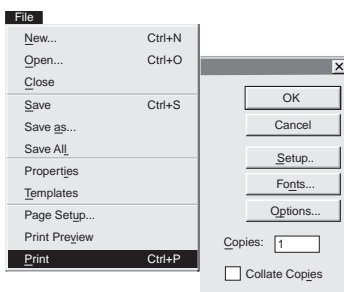 File
New... Ctrl+N
Open... Ctrl+O
Close
Save Ctrl+S
Save as...
Save All
Properties
Templates
Page Setup...
Print Preview
Print Ctrl+P
OK
Cancel
Setup..
Fonts...
Options...
Copies: 1
Collate Copies